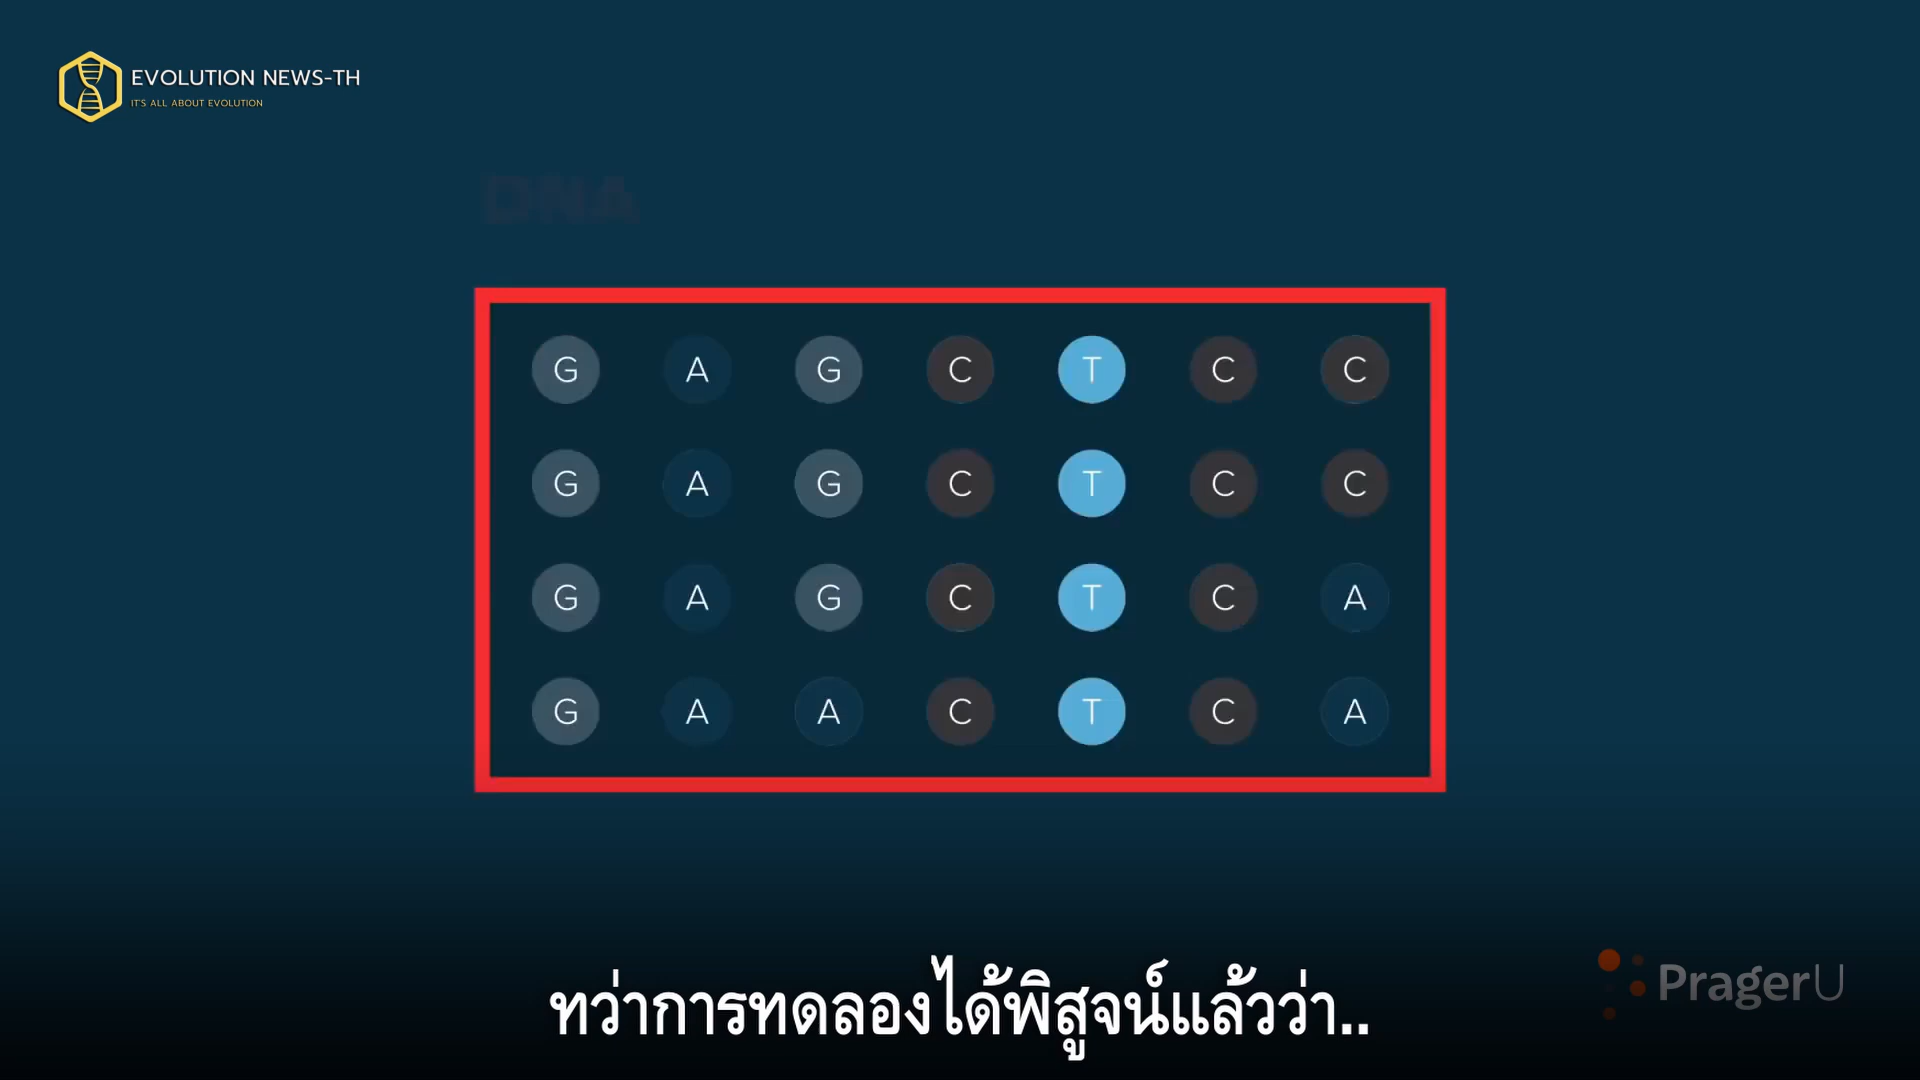 EVOLUTION NEWS-TH
IT'S ALL ABOUT EVOLUTION
DNA
G A G C T C C
G A G C T C C
G A G C T C A
G A A C T C A
ทว่าการทดลองได้พิสูจน์แล้วว่า..
PragerU